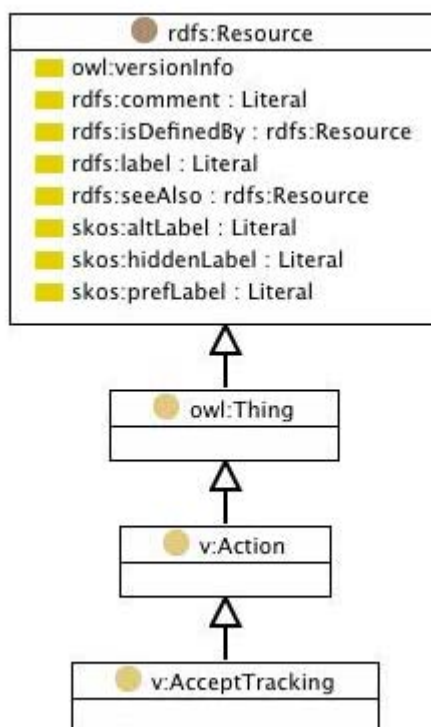 rdfs:Resource
owl:versionInfo
rdfs:comment : Literal
rdfs:isDefinedBy : rdfs:Resource
rdfs:label : Literal
rdfs:seeAlso : rdfs:Resource
skos:altLabel : Literal
skos:hiddenLabel : Literal
skos:prefLabel : Literal
owl:Thing
v:Action
v:AcceptTracking